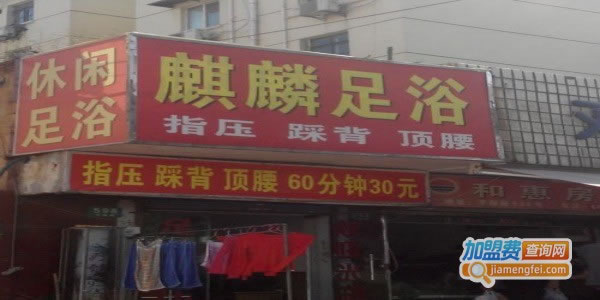 休闲
足浴
麒麟足浴
指压 踩背 顶腰
指压 踩背 顶腰 60分钟30元
和惠房
加盟费查询网
jiamengfei.com